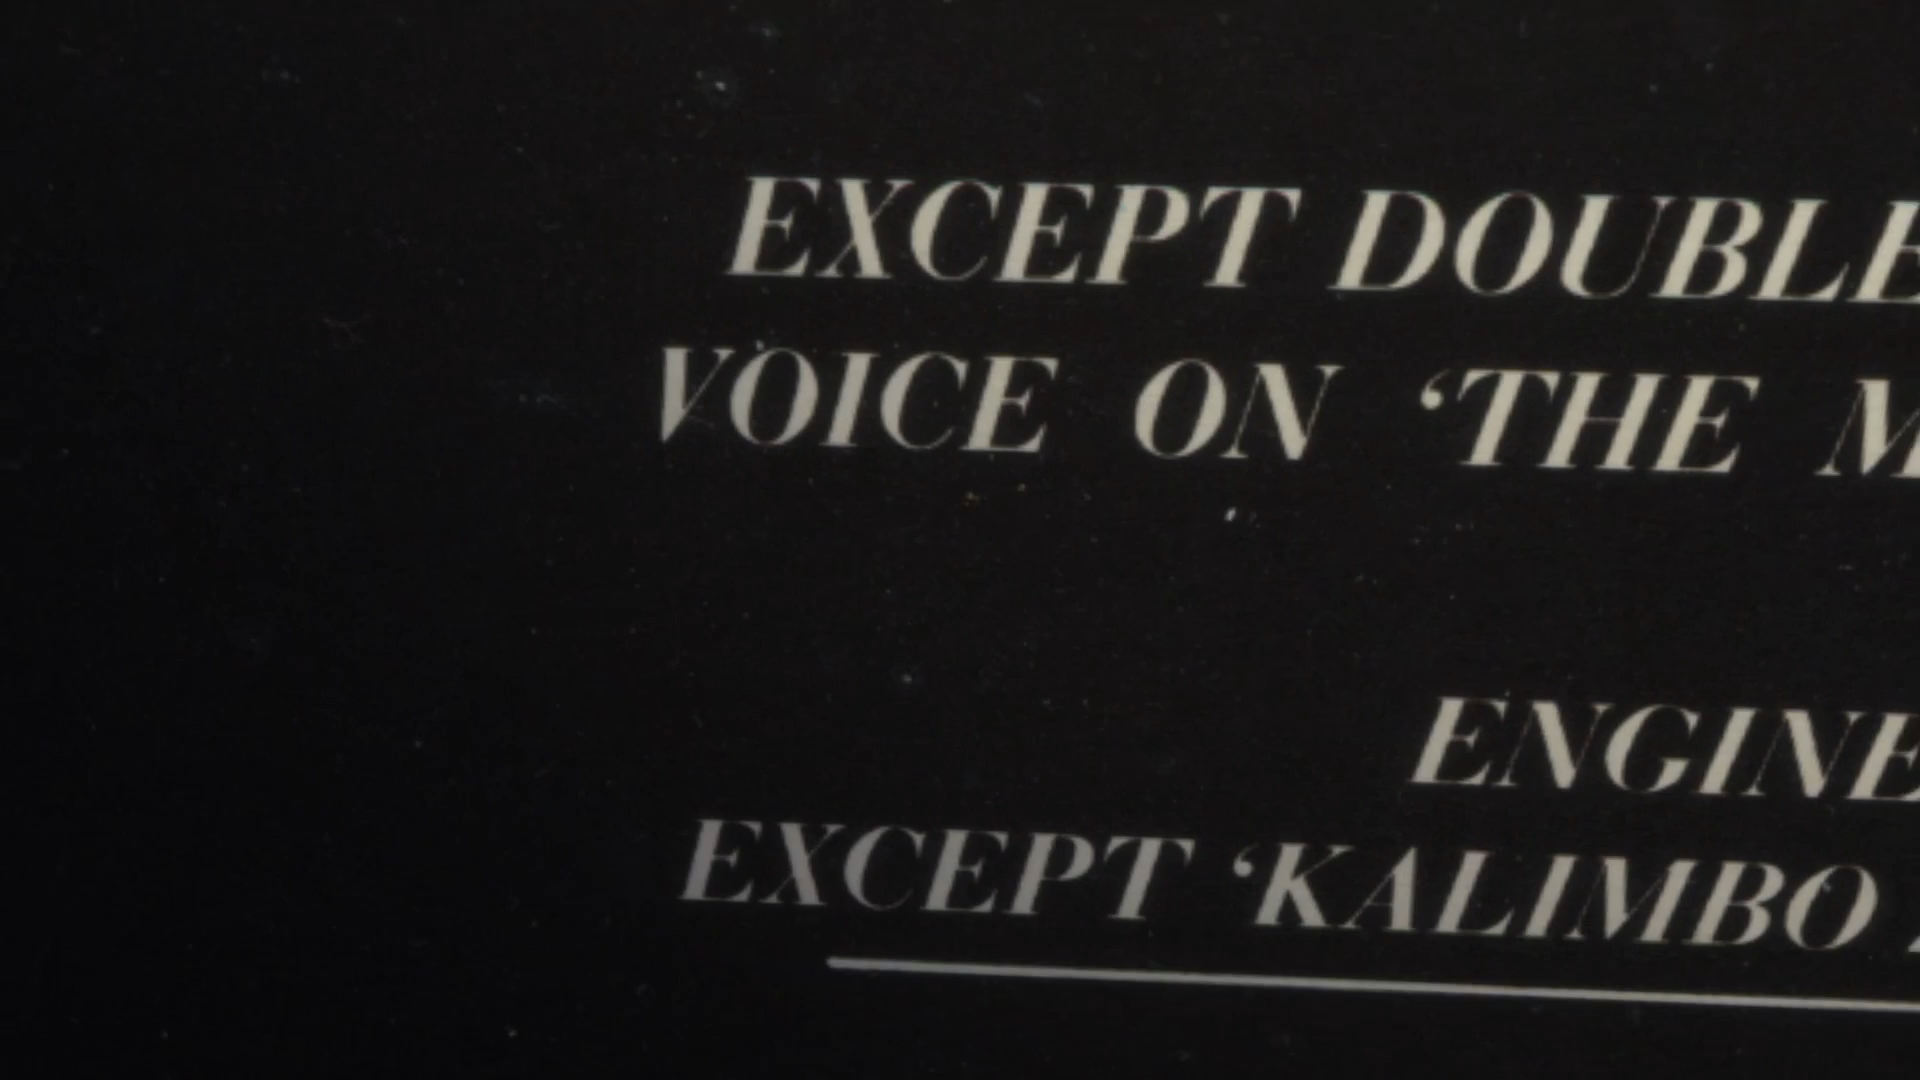 EXCEPT DOUBLE
VOICE ON ‘THE M
ENGINE
EXCEPT ‘KALIMBO